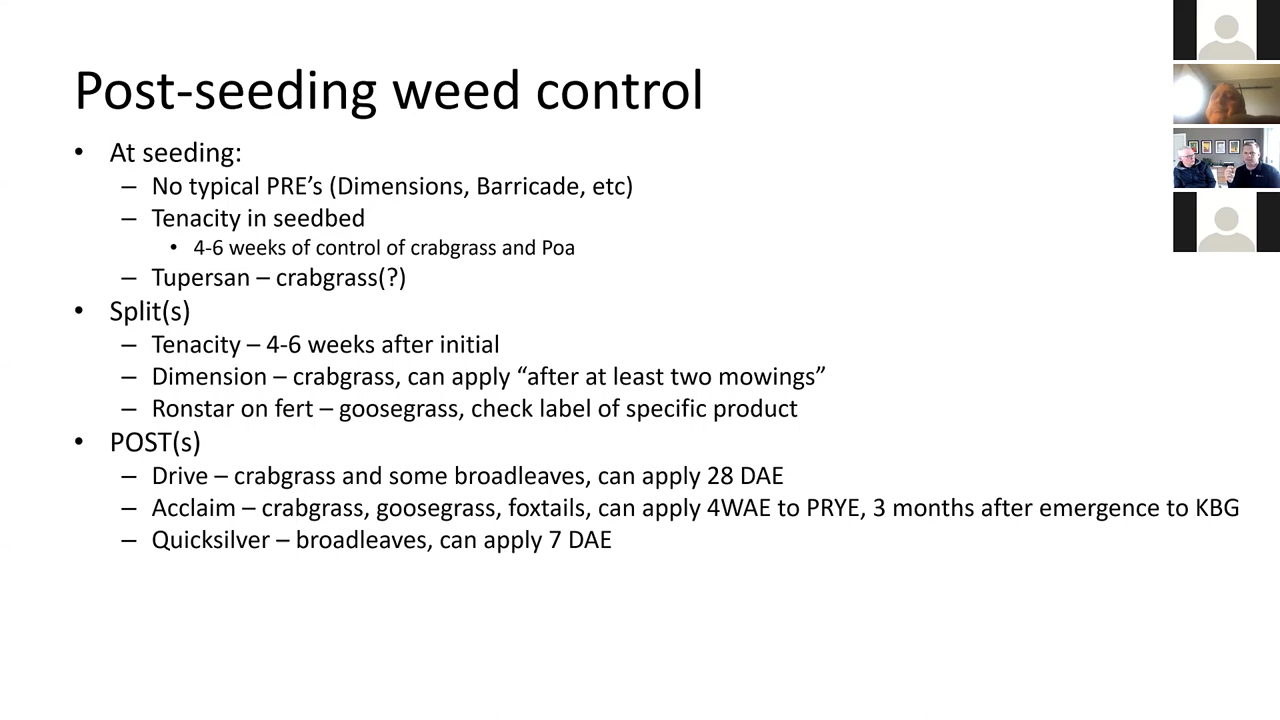 Post-seeding weed control
• At seeding:
– No typical PRE’s (Dimensions, Barricade, etc)
– Tenacity in seedbed
• 4-6 weeks of control of crabgrass and Poa
– Tupersan – crabgrass(?)
• Split(s)
– Tenacity – 4-6 weeks after initial
– Dimension – crabgrass, can apply “after at least two mowings”
– Ronstar on fert – goosegrass, check label of specific product
• POST(s)
– Drive – crabgrass and some broadleaves, can apply 28 DAE
– Acclaim – crabgrass, goosegrass, foxtails, can apply 4WAE to PRYE, 3 months after emergence to KBG
– Quicksilver – broadleaves, can apply 7 DAE